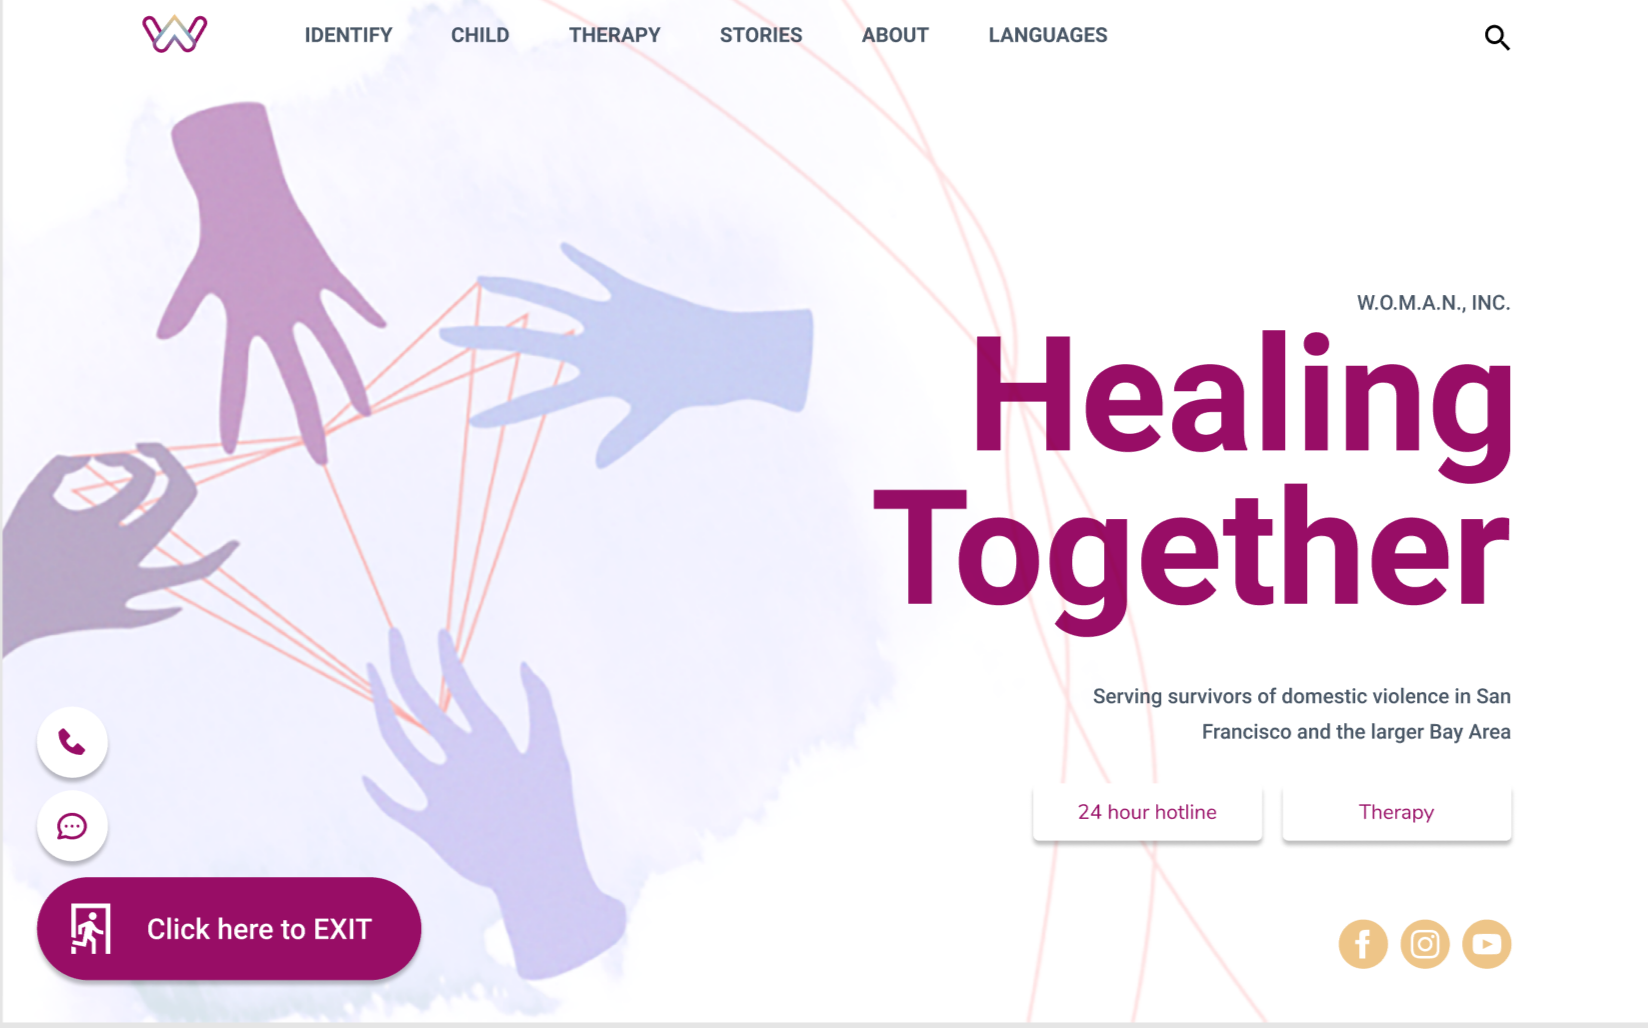 IDENTIFY CHILD THERAPY STORIES ABOUT LANGUAGES
W.O.M.A.N., INC.
Healing
Together
Serving survivors of domestic violence in San
Francisco and the larger Bay Area
24 hour hotline Therapy
Click here to EXIT